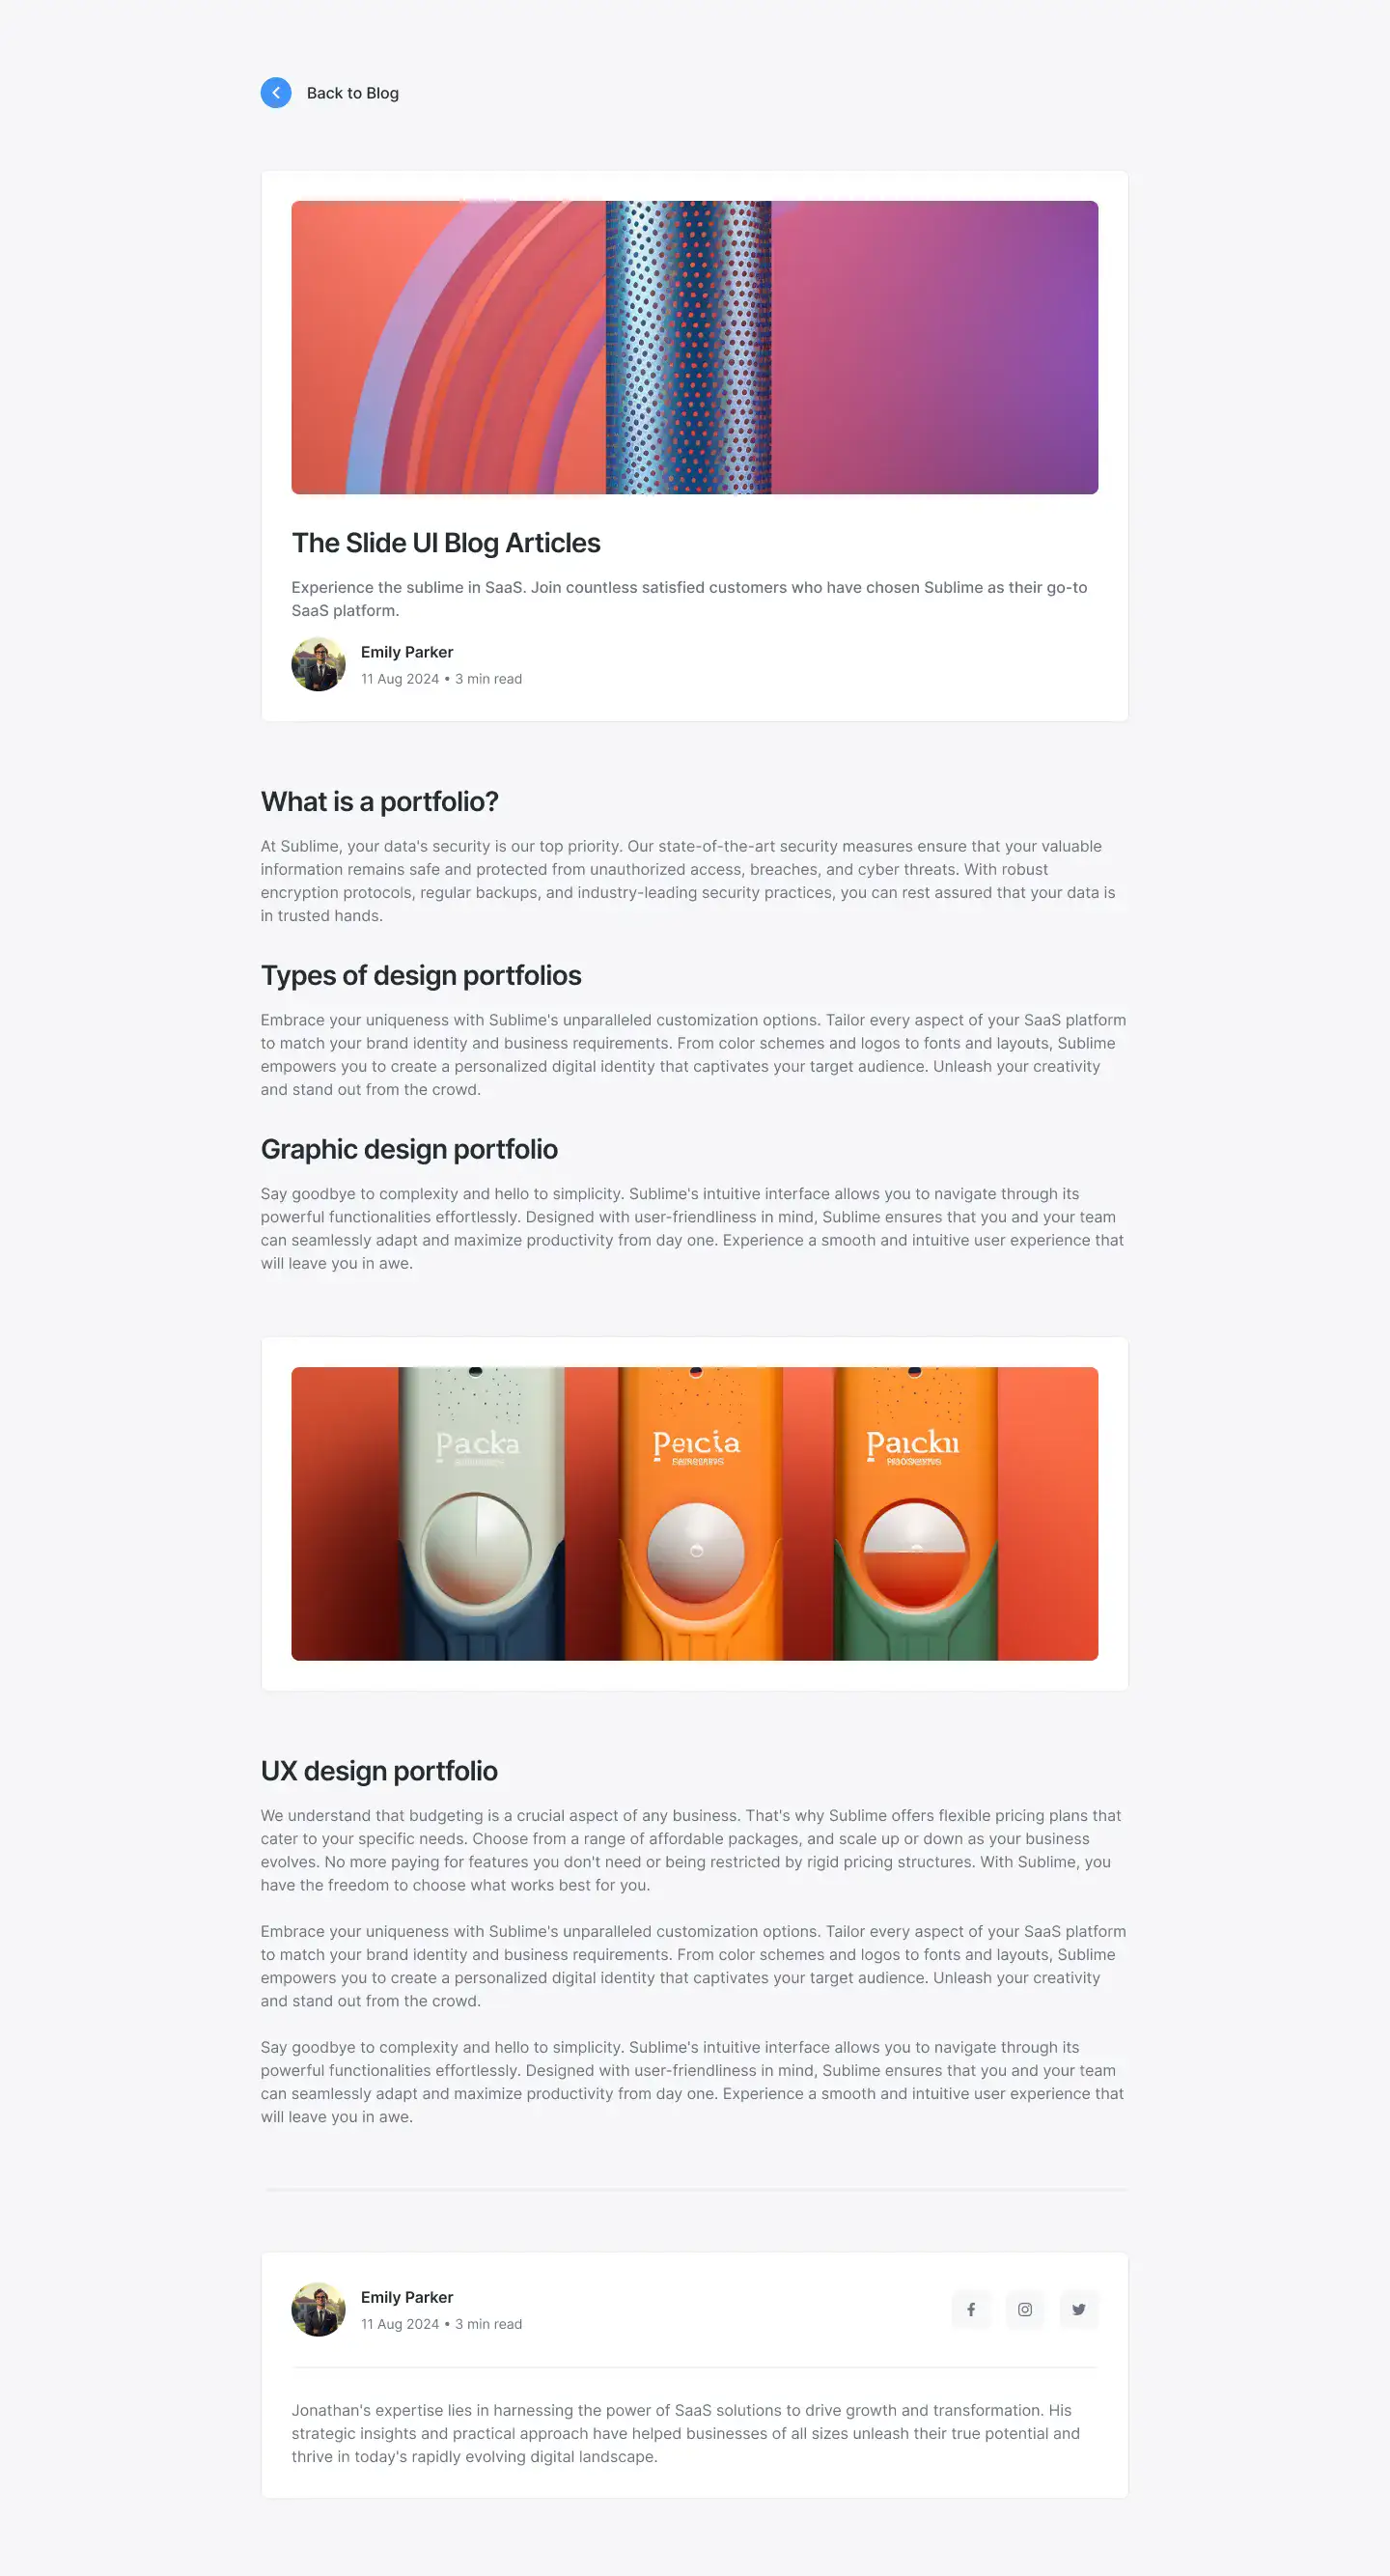 Back to Blog
The Slide UI Blog Articles
Experience the sublime in SaaS. Join countless satisfied customers who have chosen Sublime as their go-to
SaaS platform.
Emily Parker
11 Aug 2024 • 3 min read
What is a portfolio?
At Sublime, your data's security is our top priority. Our state-of-the-art security measures ensure that your valuable
information remains safe and protected from unauthorized access, breaches, and cyber threats. With robust
encryption protocols, regular backups, and industry-leading security practices, you can rest assured that your data is
in trusted hands.
Types of design portfolios
Embrace your uniqueness with Sublime's unparalleled customization options. Tailor every aspect of your SaaS platform
to match your brand identity and business requirements. From color schemes and logos to fonts and layouts, Sublime
empowers you to create a personalized digital identity that captivates your target audience. Unleash your creativity
and stand out from the crowd.
Graphic design portfolio
Say goodbye to complexity and hello to simplicity. Sublime's intuitive interface allows you to navigate through its
powerful functionalities effortlessly. Designed with user-friendliness in mind, Sublime ensures that you and your team
can seamlessly adapt and maximize productivity from day one. Experience a smooth and intuitive user experience that
will leave you in awe.
Packa
UX design portfolio
We understand that budgeting is a crucial aspect of any business. That's why Sublime offers flexible pricing plans that
cater to your specific needs. Choose from a range of affordable packages, and scale up or down as your business
evolves. No more paying for features you don't need or being restricted by rigid pricing structures. With Sublime, you
have the freedom to choose what works best for you.
Embrace your uniqueness with Sublime's unparalleled customization options. Tailor every aspect of your SaaS platform
to match your brand identity and business requirements. From color schemes and logos to fonts and layouts, Sublime
empowers you to create a personalized digital identity that captivates your target audience. Unleash your creativity
and stand out from the crowd.
Say goodbye to complexity and hello to simplicity. Sublime's intuitive interface allows you to navigate through its
powerful functionalities effortlessly. Designed with user-friendliness in mind, Sublime ensures that you and your team
can seamlessly adapt and maximize productivity from day one. Experience a smooth and intuitive user experience that
will leave you in awe.
Emily Parker
11 Aug 2024 • 3 min read
Jonathan's expertise lies in harnessing the power of SaaS solutions to drive growth and transformation. His
strategic insights and practical approach have helped businesses of all sizes unleash their true potential and
thrive in today's rapidly evolving digital landscape.